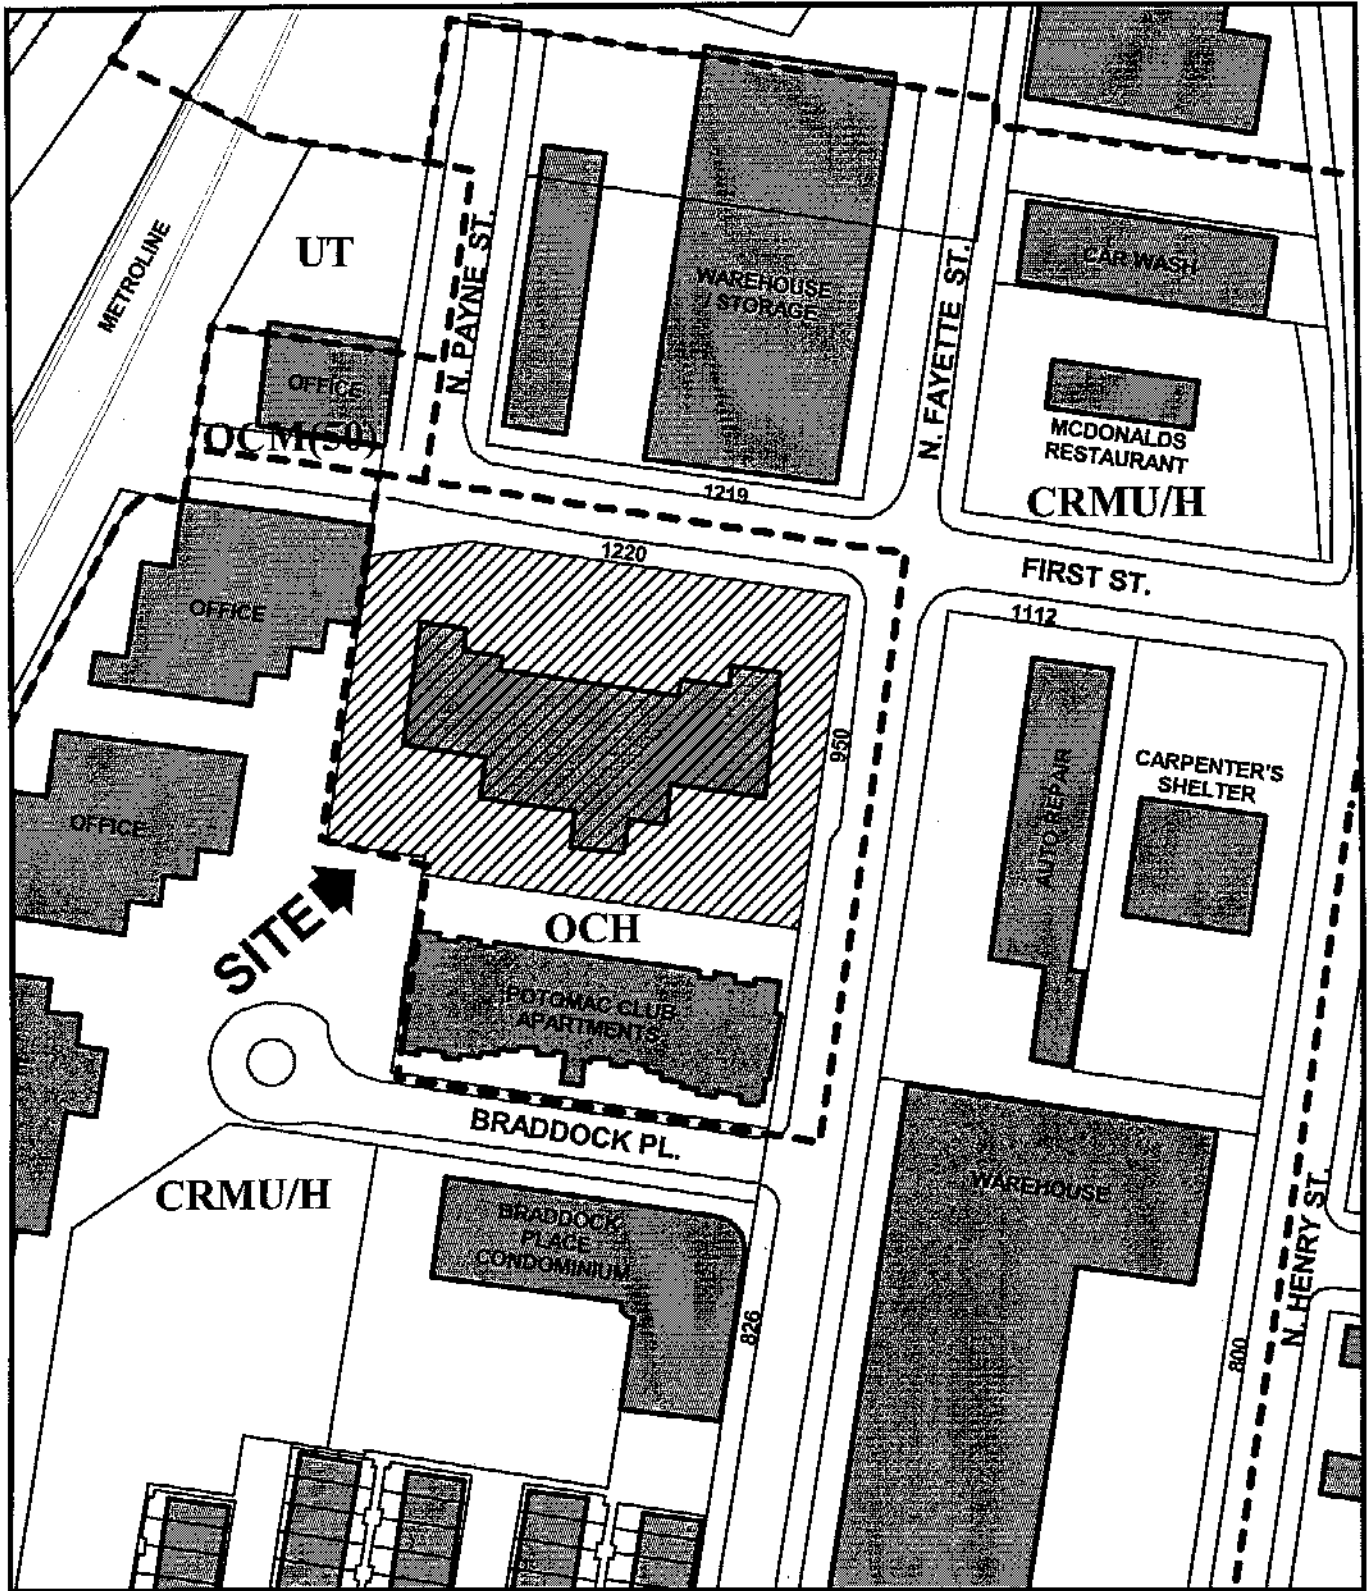 UT
METROLINE
N. PAYNE ST.
WAREHOUSE
/ STORAGE
N. FAYETTE ST.
CAR WASH
OFFICE
OCM(50)
MCDONALDS
RESTAURANT
CRMU/H
1219
1220
FIRST ST.
1112
OFFICE
950
AUTO REPAIR
CARPENTER'S
SHELTER
OFFICE
SITE
OCH
POTOMAC CLUB
APARTMENTS
BRADDOCK PL.
CRMU/H
BRADDOCK
PLACE
CONDOMINIUM
826
WAREHOUSE
N. HENRY ST.
800